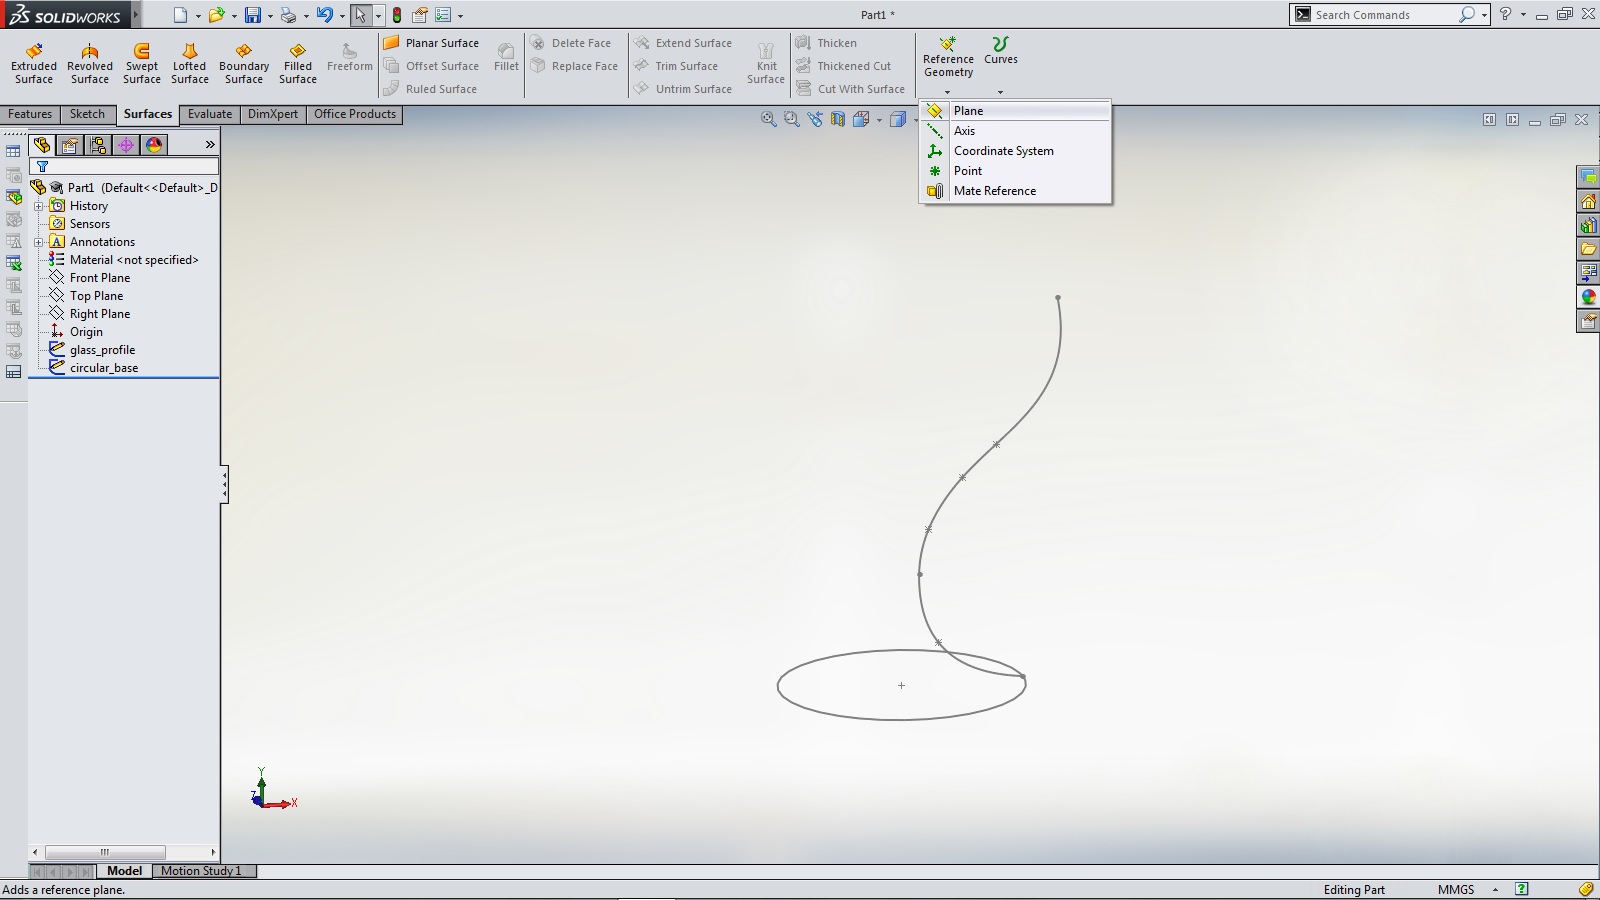 SOLIDWORKS
Part1 *
Search Commands
Extruded Surface
Revolved Surface
Swept Surface
Lofted Surface
Boundary Surface
Filled Surface
Freeform
Planar Surface
Offset Surface
Ruled Surface
Fillet
Delete Face
Replace Face
Extend Surface
Trim Surface
Untrim Surface
Knit Surface
Thicken
Thickened Cut
Cut With Surface
Reference Geometry
Curves
Features
Sketch
Surfaces
Evaluate
DimXpert
Office Products
Plane
Axis
Coordinate System
Point
Mate Reference
Part1 (Default<<Default>_D
History
Sensors
Annotations
Material <not specified>
Front Plane
Top Plane
Right Plane
Origin
glass_profile
circular_base
Y
Z
X
Model
Motion Study 1
Adds a reference plane.
Editing Part
MMGS